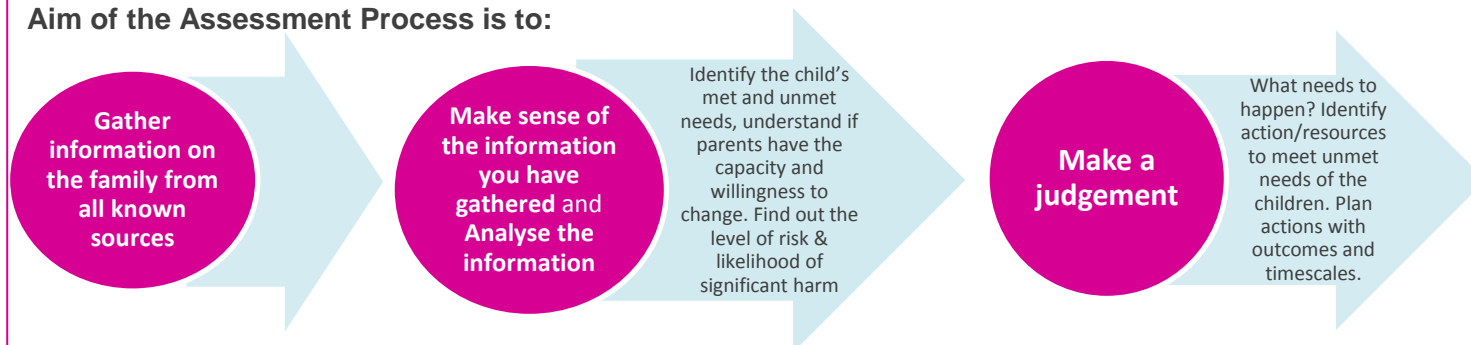 Aim of the Assessment Process is to:
Gather
information on
the family from
all known
sources
Make sense of
the information
you have
gathered and
Analyse the
information
Identify the child’s
met and unmet
needs, understand if
parents have the
capacity and
willingness to
change. Find out the
level of risk &
likelihood of
significant harm
Make a
judgement
What needs to
happen? Identify
action/resources
to meet unmet
needs of the
children. Plan
actions with
outcomes and
timescales.